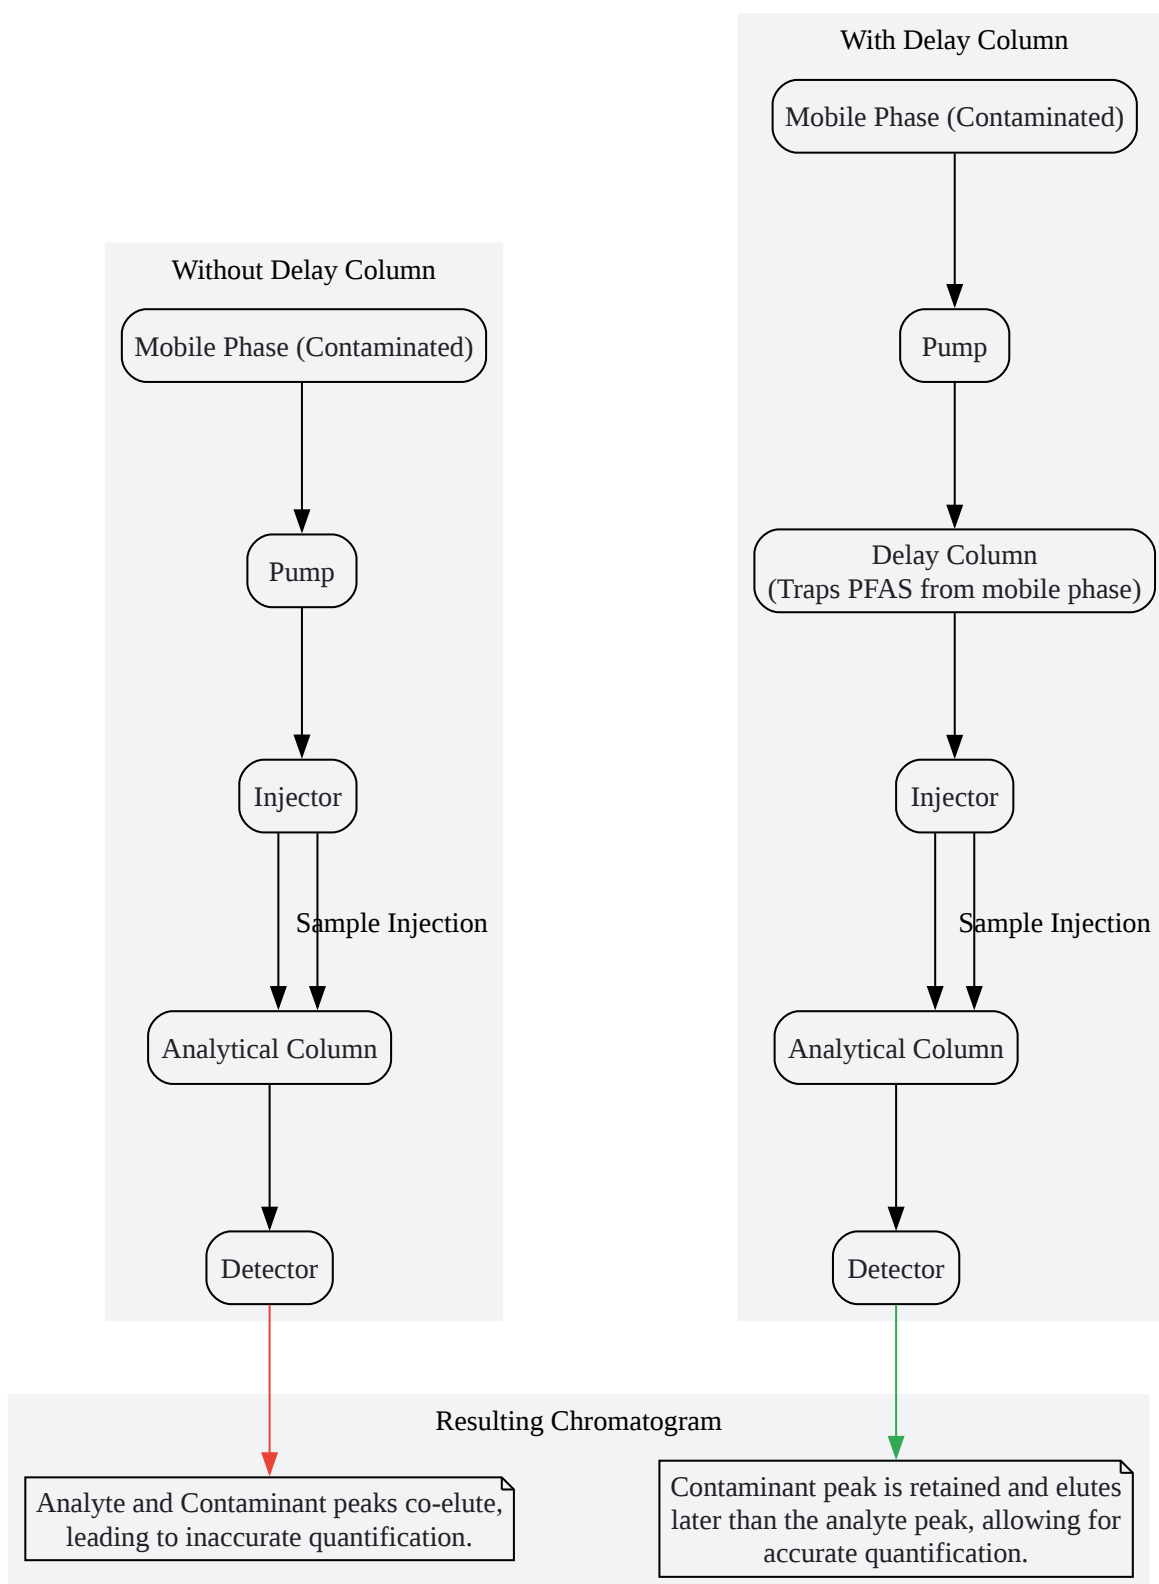 Without Delay Column
Mobile Phase (Contaminated)
Pump
Injector
Sample Injection
Analytical Column
Detector
With Delay Column
Mobile Phase (Contaminated)
Pump
Delay Column
(Traps PFAS from mobile phase)
Injector
Sample Injection
Analytical Column
Detector
Resulting Chromatogram
Analyte and Contaminant peaks co-elute,
leading to inaccurate quantification.
Contaminant peak is retained and elutes
later than the analyte peak, allowing for
accurate quantification.